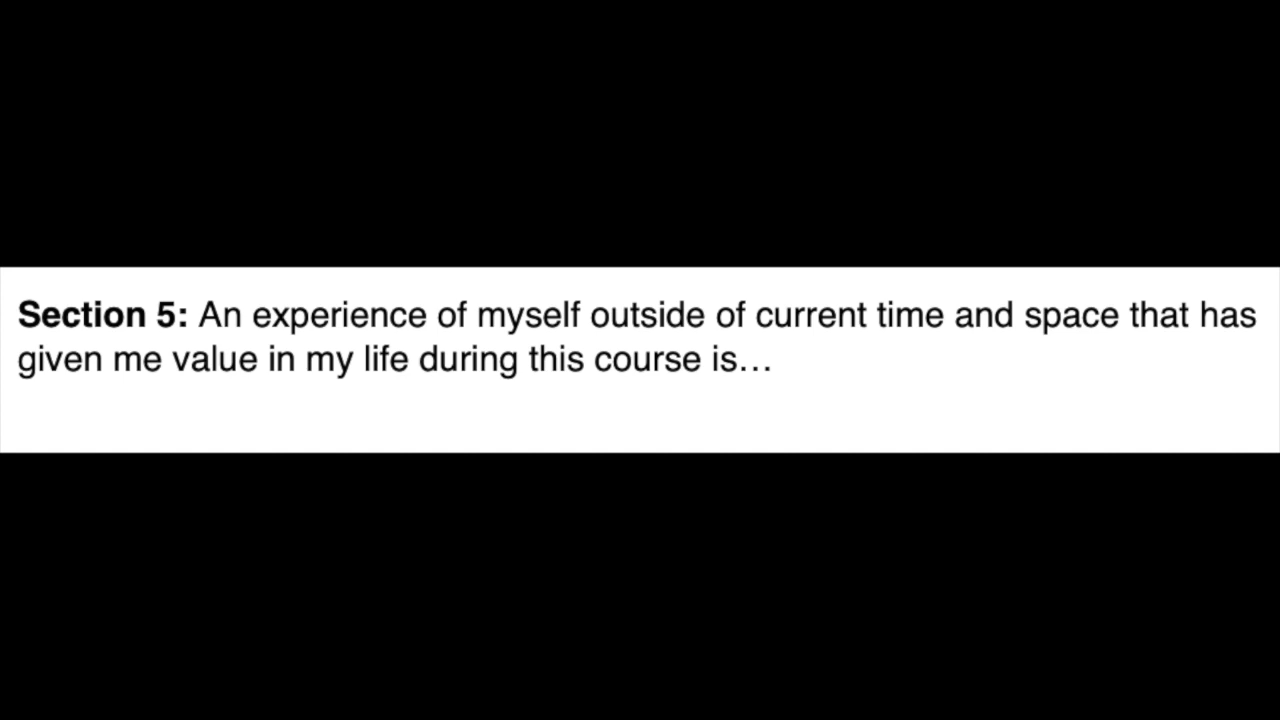 Section 5: An experience of myself outside of current time and space that has
given me value in my life during this course is…